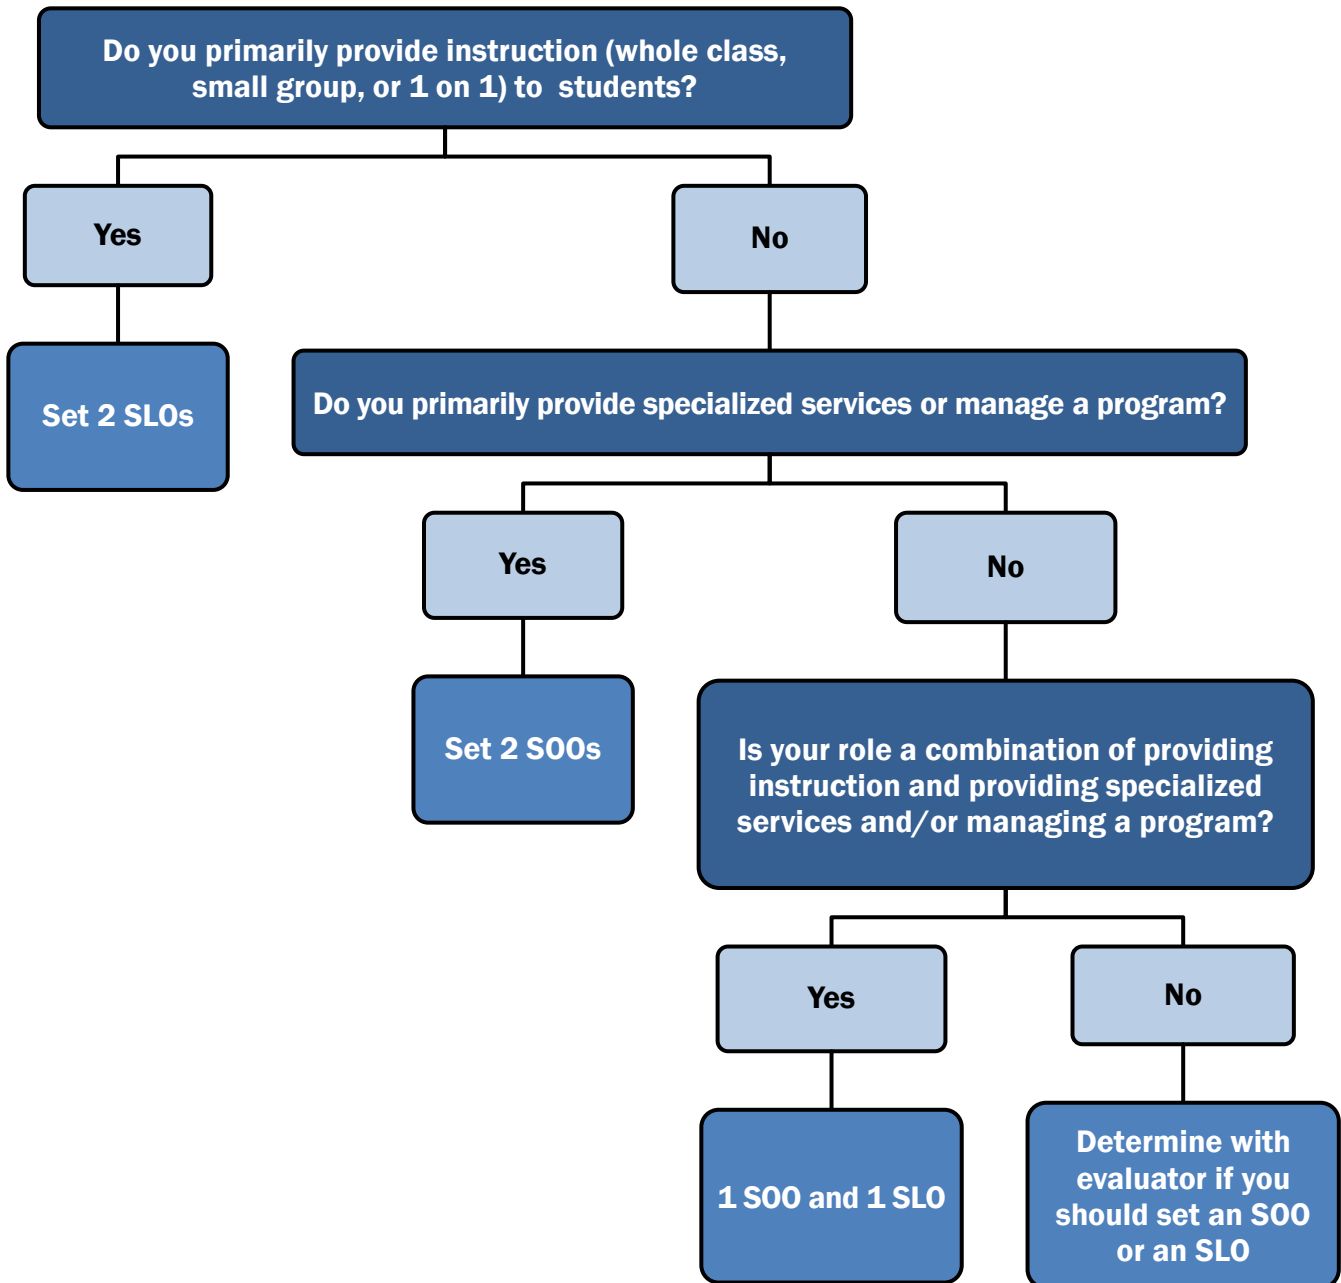 Do you primarily provide instruction (whole class,
small group, or 1 on 1) to students?
Yes
No
Set 2 SLOs
Do you primarily provide specialized services or manage a program?
Yes
No
Set 2 SOOs
Is your role a combination of providing
instruction and providing specialized
services and/or managing a program?
Yes
No
1 SOO and 1 SLO
Determine with
evaluator if you
should set an SOO
or an SLO